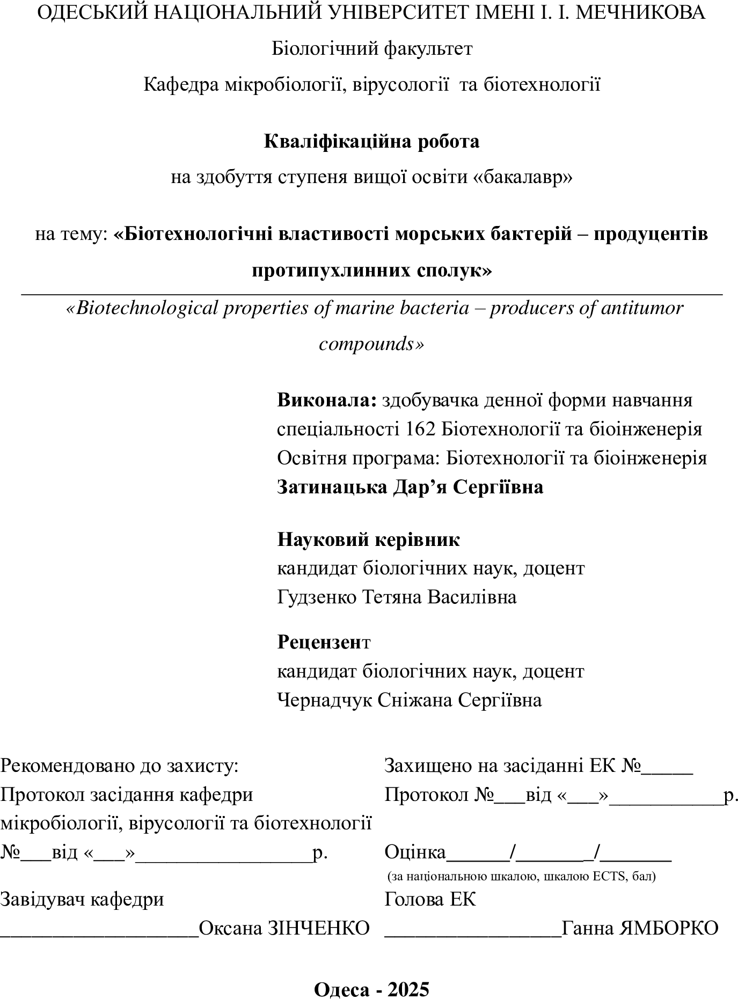 ОДЕСЬКИЙ НАЦІОНАЛЬНИЙ УНІВЕРСИТЕТ ІМЕНІ І. І. МЕЧНИКОВА
Біологічний факультет
Кафедра мікробіології, вірусології та біотехнології
Кваліфікаційна робота
на здобуття ступеня вищої освіти «бакалавр»
на тему: «Біотехнологічні властивості морських бактерій – продуцентів
протипухлинних сполук»
«Biotechnological properties of marine bacteria – producers of antitumor
compounds»
Виконала: здобувачка денної форми навчання
спеціальності 162 Біотехнології та біоінженерія
Освітня програма: Біотехнології та біоінженерія
Затинацька Дар’я Сергіївна
Науковий керівник
кандидат біологічних наук, доцент
Гудзенко Тетяна Василівна
Рецензент
кандидат біологічних наук, доцент
Чернадчук Сніжана Сергіївна
Рекомендовано до захисту:
Протокол засідання кафедри
мікробіології, вірусології та біотехнології
№___від «___»_________________р.
Завідувач кафедри
___________________Оксана ЗІНЧЕНКО
Захищено на засіданні ЕК №_____
Протокол №___від «___»___________р.
Оцінка______/_______/_______
(за національною шкалою, шкалою ECTS, бал)
Голова ЕК
_________________Ганна ЯМБОРКО
Одеса - 2025